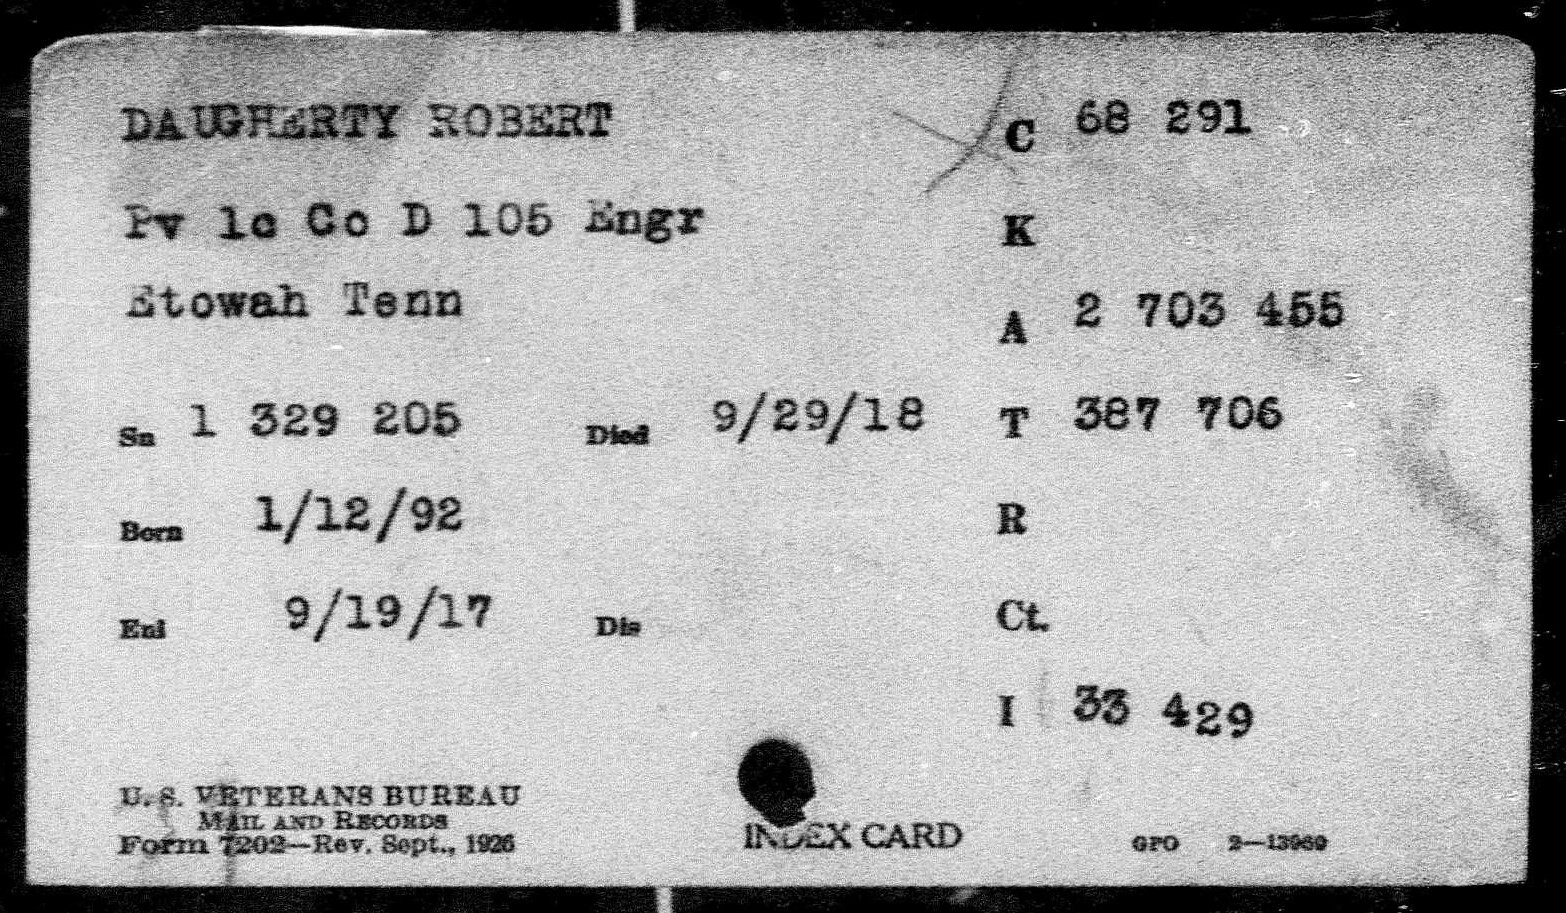 DAUGHERTY ROBERT
C 68 291
Pv 1c Co D 105 Engr
K
Etowah Tenn
A 2 703 455
Sn 1 329 205 Died 9/29/18
T 387 706
Born 1/12/92
R
Enl 9/19/17 Dis
Ct.
I 33 429
U. S. VETERANS BUREAU
MAIL AND RECORDS
Form 7202—Rev. Sept., 1926
INDEX CARD
GPO 2—13969